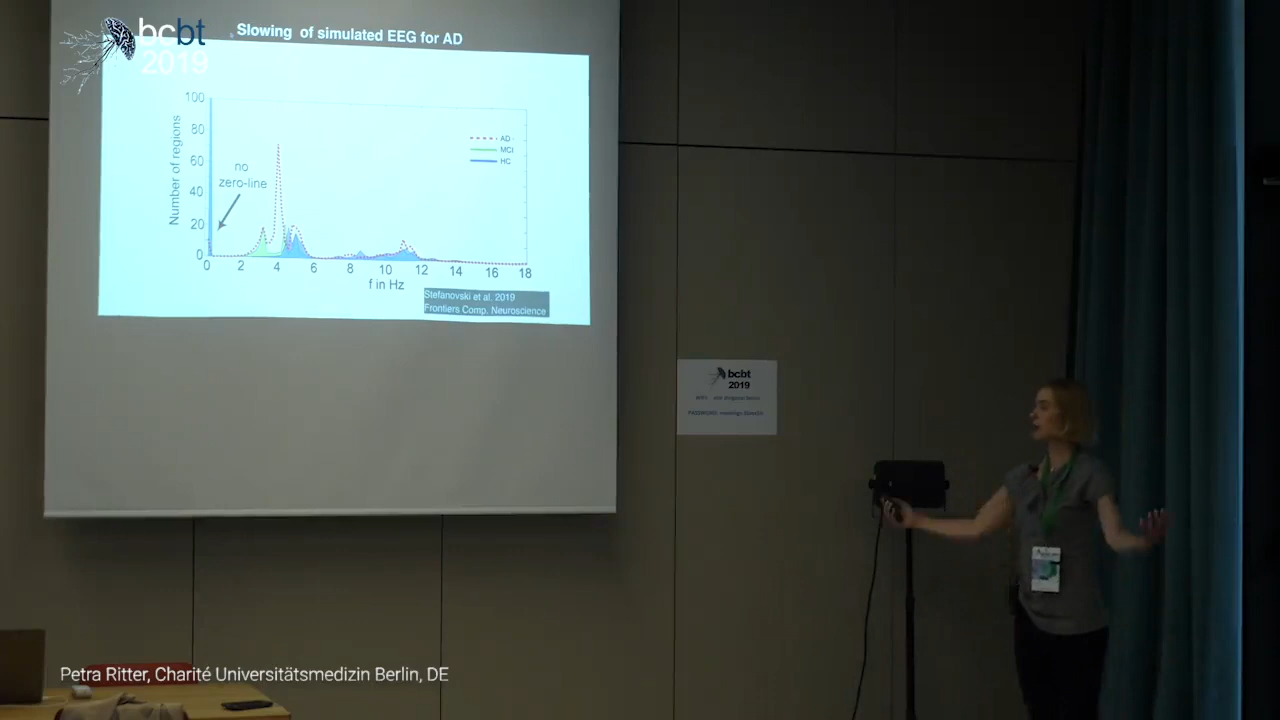 bcbt
2019
Slowing of simulated EEG for AD
100
80
60
40
20
0
Number of regions
no
zero-line
AD
MCI
HC
0 2 4 6 8 10 12 14 16 18
f in Hz
Stefanovski et al. 2019
Frontiers Comp. Neuroscience
bcbt
2019
Petra Ritter, Charité Universitätsmedizin Berlin, DE